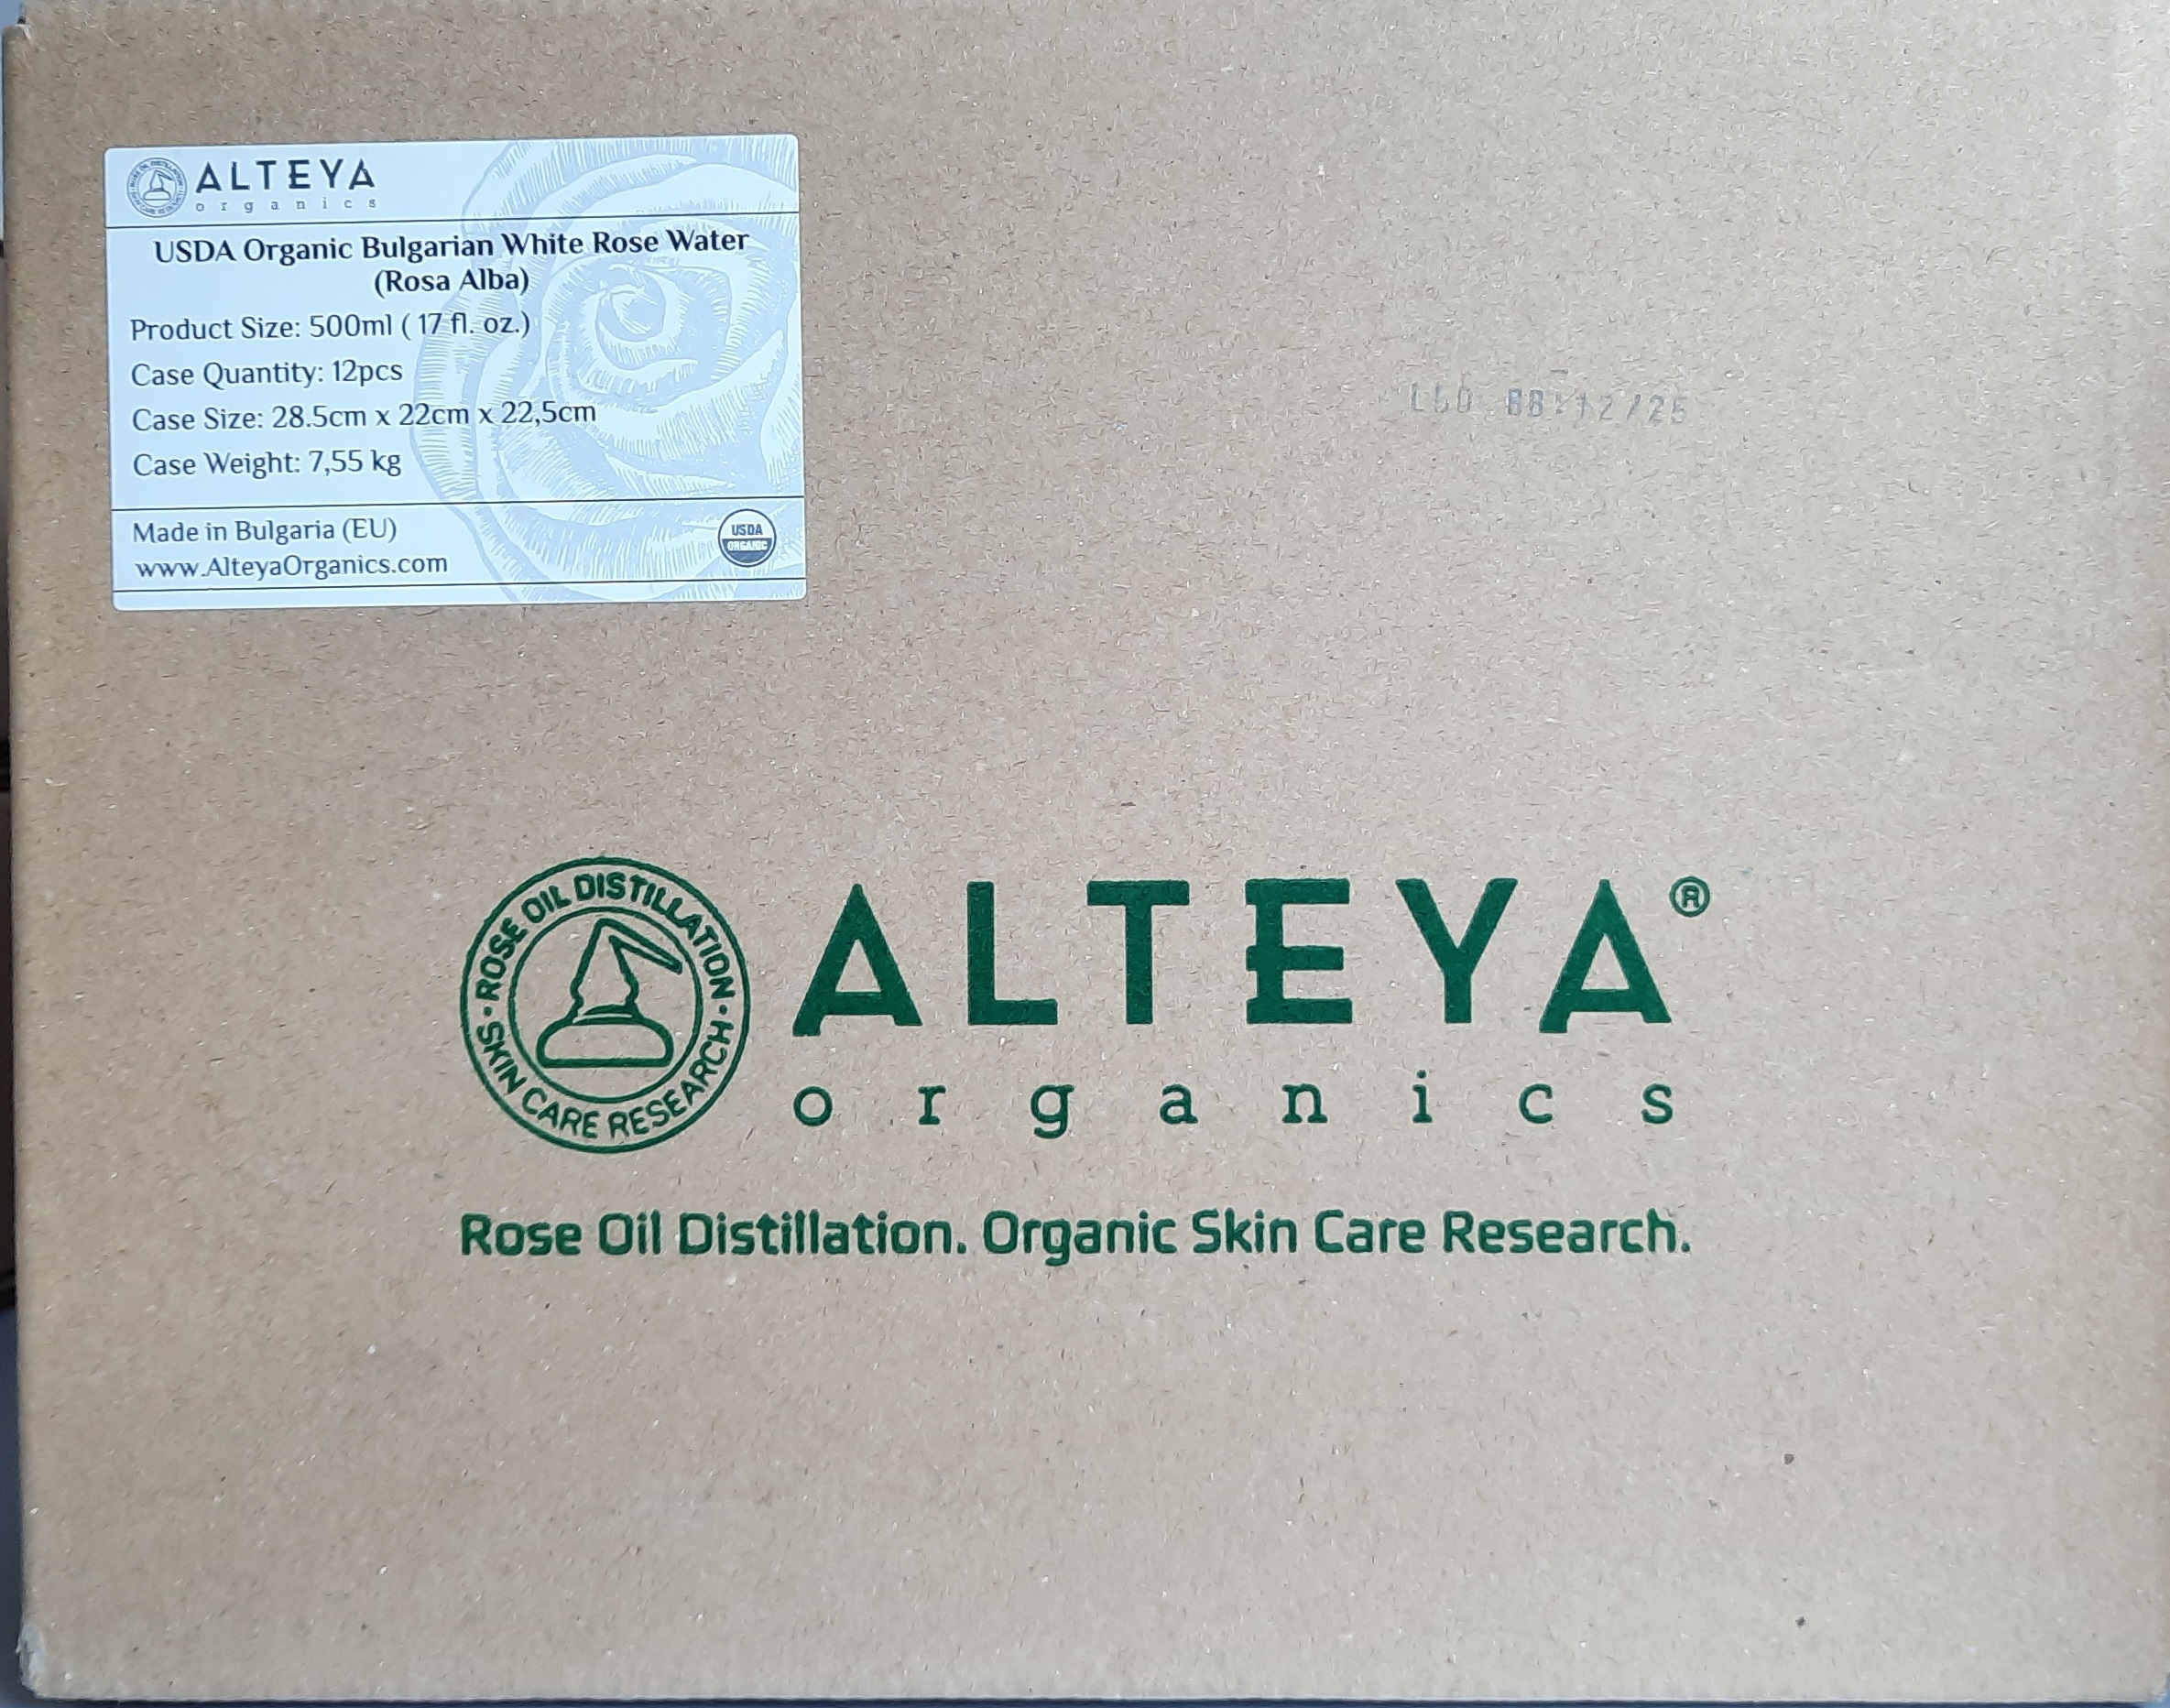 ALTEYA
organics
USDA Organic Bulgarian White Rose Water
(Rosa Alba)
Product Size: 500ml ( 17 fl. oz.)
Case Quantity: 12pcs
Case Size: 28.5cm x 22cm x 22,5cm
Case Weight: 7,55 kg
Made in Bulgaria (EU)
www.AlteyaOrganics.com
USDA
ORGANIC
ROSE OIL DISTILLATION
SKIN CARE RESEARCH
ALTEYA®
organics
Rose Oil Distillation. Organic Skin Care Research.